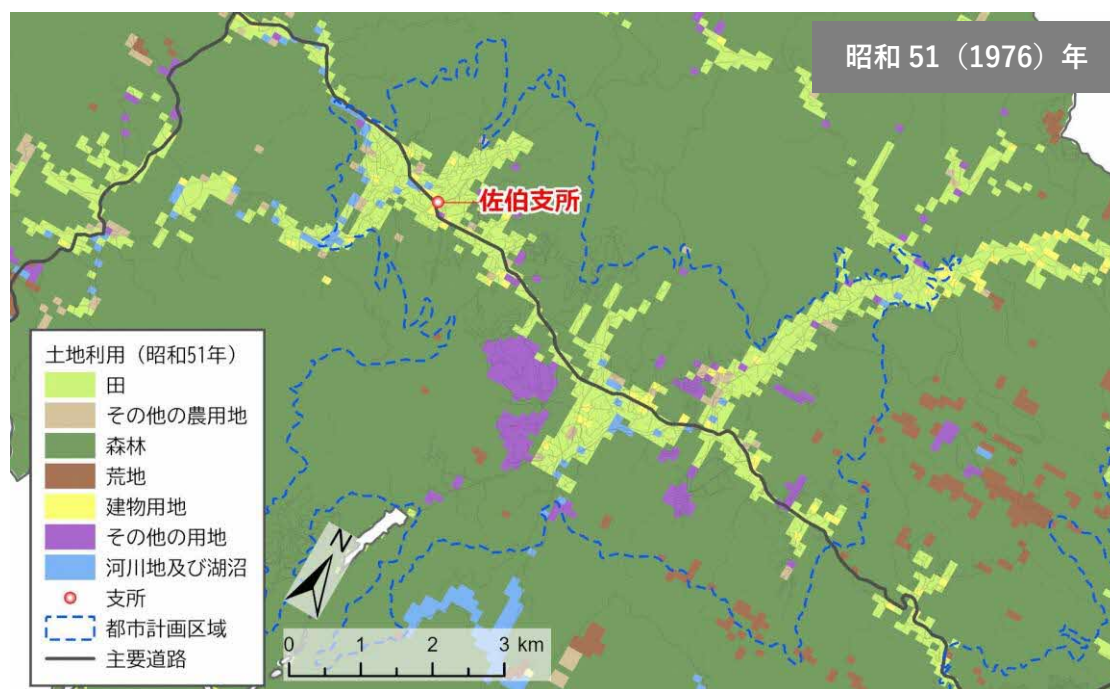 昭和 51（1976）年
佐伯支所
土地利用（昭和51年）
田
その他の農用地
森林
荒地
建物用地
その他の用地
河川地及び湖沼
支所
都市計画区域
主要道路
N
0 1 2 3 km